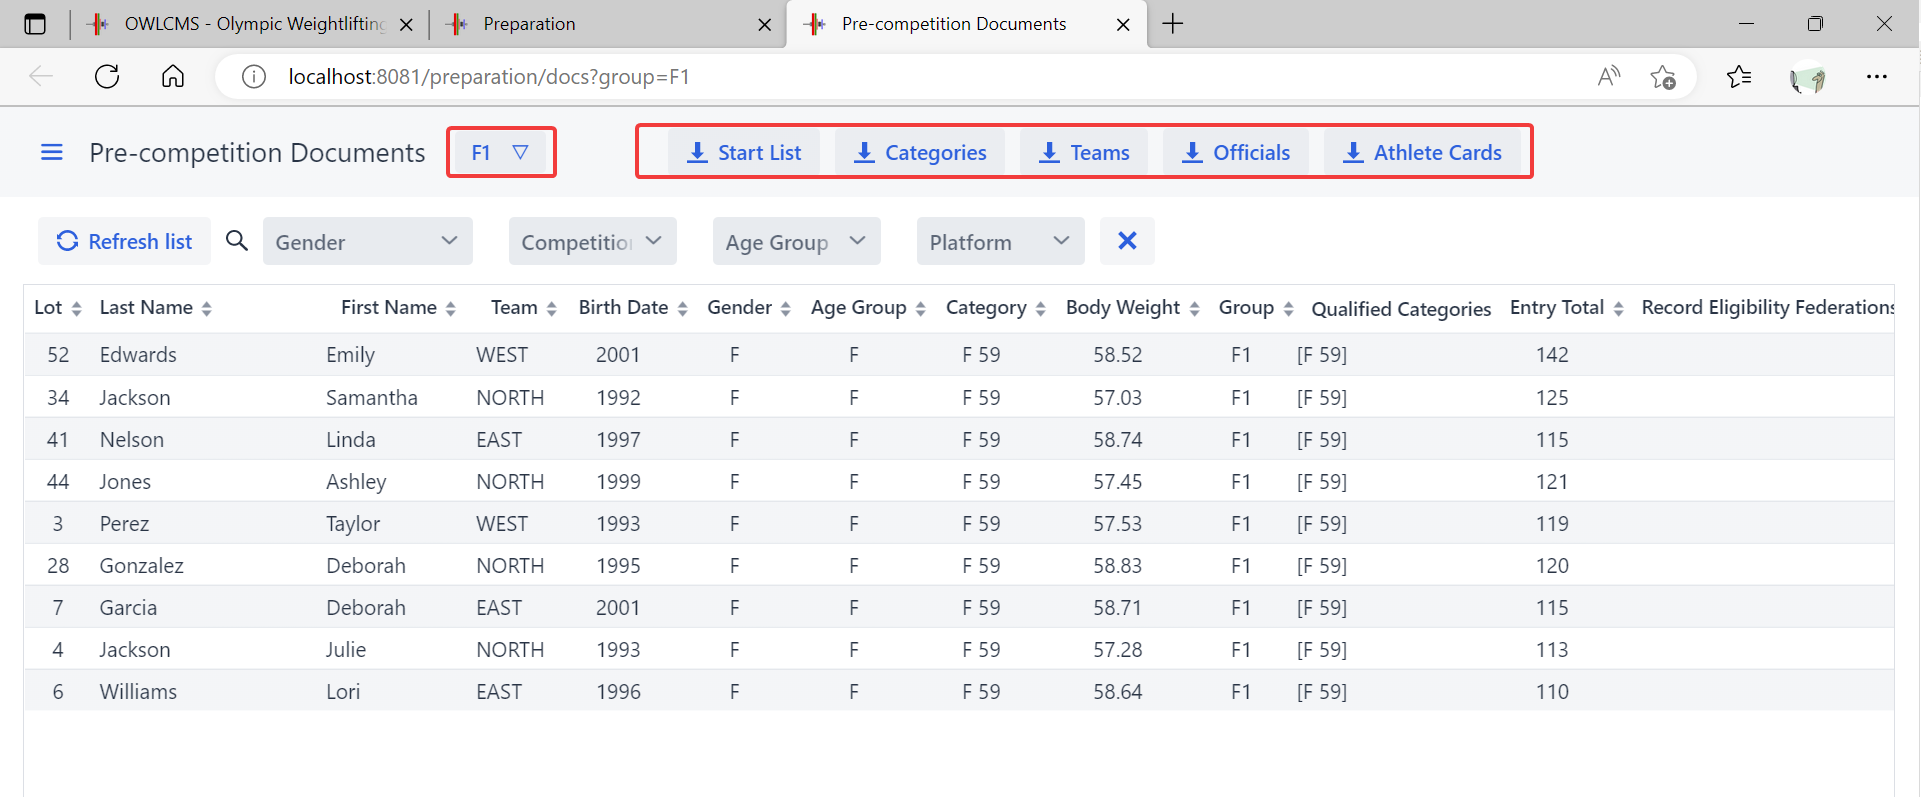 OWLCMS - Olympic Weightlifting Preparation Pre-competition Documents
localhost:8081/preparation/docs?group=F1
Pre-competition Documents F1 Start List Categories Teams Officials Athlete Cards
Refresh list Gender Competition Age Group Platform
Lot Last Name First Name Team Birth Date Gender Age Group Category Body Weight Group Qualified Categories Entry Total Record Eligibility Federations
52 Edwards Emily WEST 2001 F F F 59 58.52 F1 [F 59] 142
34 Jackson Samantha NORTH 1992 F F F 59 57.03 F1 [F 59] 125
41 Nelson Linda EAST 1997 F F F 59 58.74 F1 [F 59] 115
44 Jones Ashley NORTH 1999 F F F 59 57.45 F1 [F 59] 121
3 Perez Taylor WEST 1993 F F F 59 57.53 F1 [F 59] 119
28 Gonzalez Deborah NORTH 1995 F F F 59 58.83 F1 [F 59] 120
7 Garcia Deborah EAST 2001 F F F 59 58.71 F1 [F 59] 115
4 Jackson Julie NORTH 1993 F F F 59 57.28 F1 [F 59] 113
6 Williams Lori EAST 1996 F F F 59 58.64 F1 [F 59] 110